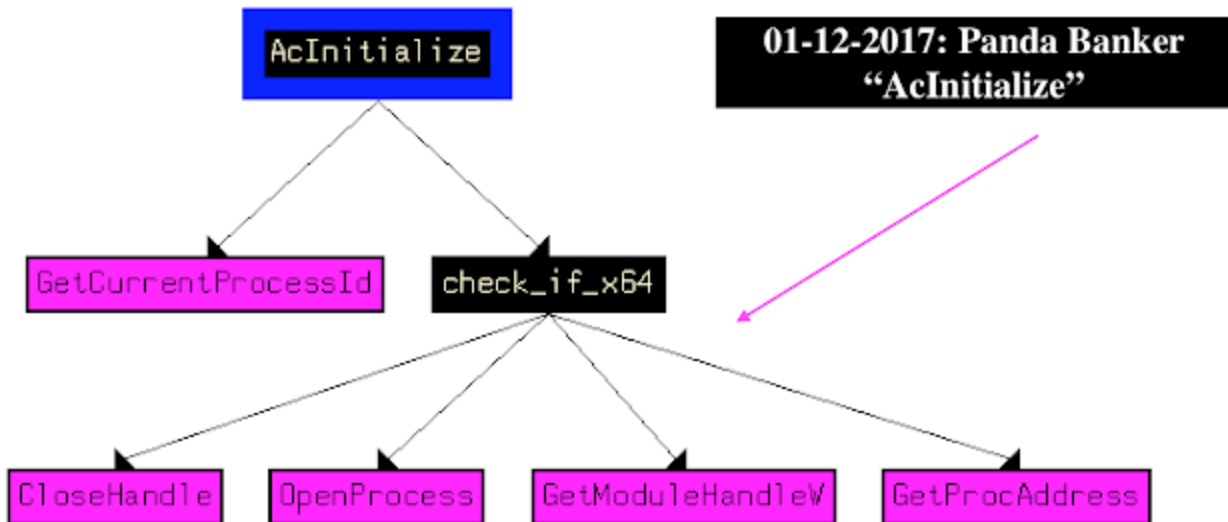 AcInitialize
01-12-2017: Panda Banker
“AcInitialize”
GetCurrentProcessId
check_if_x64
CloseHandle
OpenProcess
GetModuleHandleW
GetProcAddress